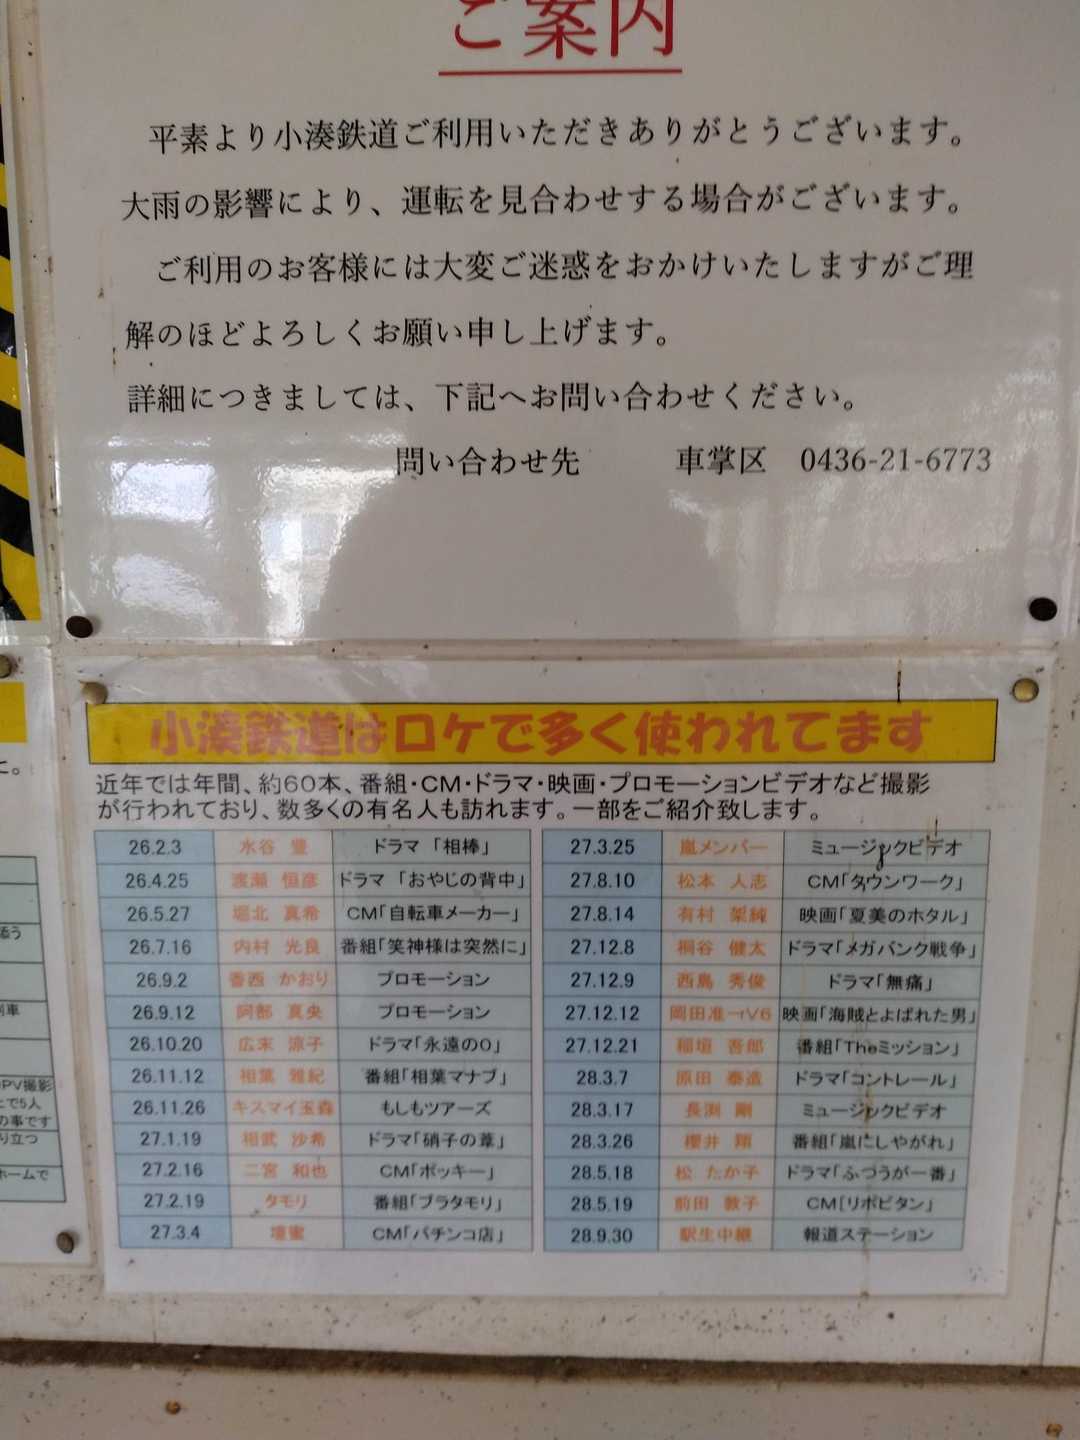 ご案内
平素より小湊鉄道ご利用いただきありがとうございます。
大雨の影響により、運転を見合わせする場合がございます。
ご利用のお客様には大変ご迷惑をおかけいたしますがご理
解のほどよろしくお願い申し上げます。
詳細につきましては、下記へお問い合わせください。
問い合わせ先 車掌区 0436-21-6773
小湊鉄道はロケで多く使われてます
近年では年間、約60本、番組・CM・ドラマ・映画・プロモーションビデオなど撮影
が行われており、数多くの有名人も訪れます。一部をご紹介致します。
26.2.3 水谷 豊 ドラマ「相棒」
26.4.25 渡瀬 恒彦 ドラマ「おやじの背中」
26.5.27 堀北 真希 CM「自転車メーカー」
26.7.16 内村 光良 番組「笑神様は突然に」
26.9.2 香西 かおり プロモーション
26.9.12 阿部 真央 プロモーション
26.10.20 広末 涼子 ドラマ「永遠の0」
26.11.12 相葉 雅紀 番組「相葉マナブ」
26.11.26 キスマイ玉森 もしもツアーズ
27.1.19 相武 沙希 ドラマ「硝子の葦」
27.2.16 二宮 和也 CM「ポッキー」
27.2.19 タモリ 番組「ブラタモリ」
27.3.4 壇蜜 CM「パチンコ店」
27.3.25 嵐メンバー ミュージックビデオ
27.8.10 松本 人志 CM「タウンワーク」
27.8.14 有村 架純 映画「夏美のホタル」
27.12.8 桐谷 健太 ドラマ「メガバンク戦争」
27.12.9 西島 秀俊 ドラマ「無痛」
27.12.12 岡田准一V6 映画「海賊とよばれた男」
27.12.21 稲垣 吾郎 番組「Theミッション」
28.3.7 原田 泰造 ドラマ「コントレール」
28.3.17 長渕 剛 ミュージックビデオ
28.3.26 櫻井 翔 番組「嵐にしやがれ」
28.5.18 松 たか子 ドラマ「ふつうが一番」
28.5.19 前田 敦子 CM[リポビタン」
28.9.30 駅生中継 報道ステーション
と。
添う
列車
PV撮影
とで5人
の事です
り立つ
ホームで